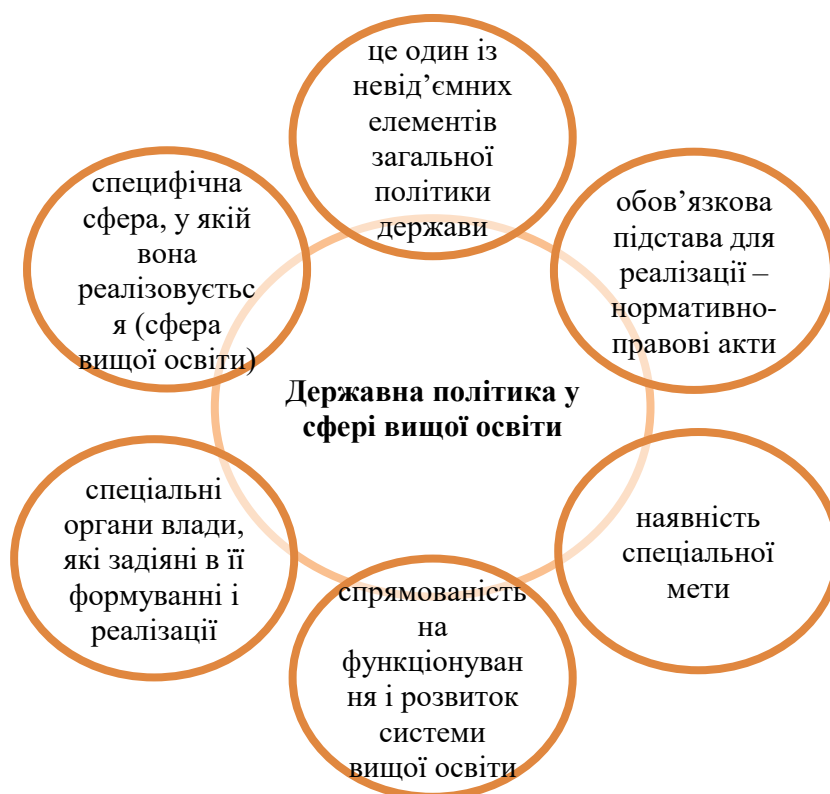 це один із
невід’ємних
елементів
загальної
політики
держави
обов’язкова
підстава для
реалізації –
нормативно-
правові акти
наявність
спеціальної
мети
спрямованість
на
функціонуван
ня і розвиток
системи
вищої освіти
спеціальні
органи влади,
які задіяні в її
формуванні і
реалізації
специфічна
сфера, у якій
вона
реалізовуєтьс
я (сфера
вищої освіти)
Державна політика у
сфері вищої освіти